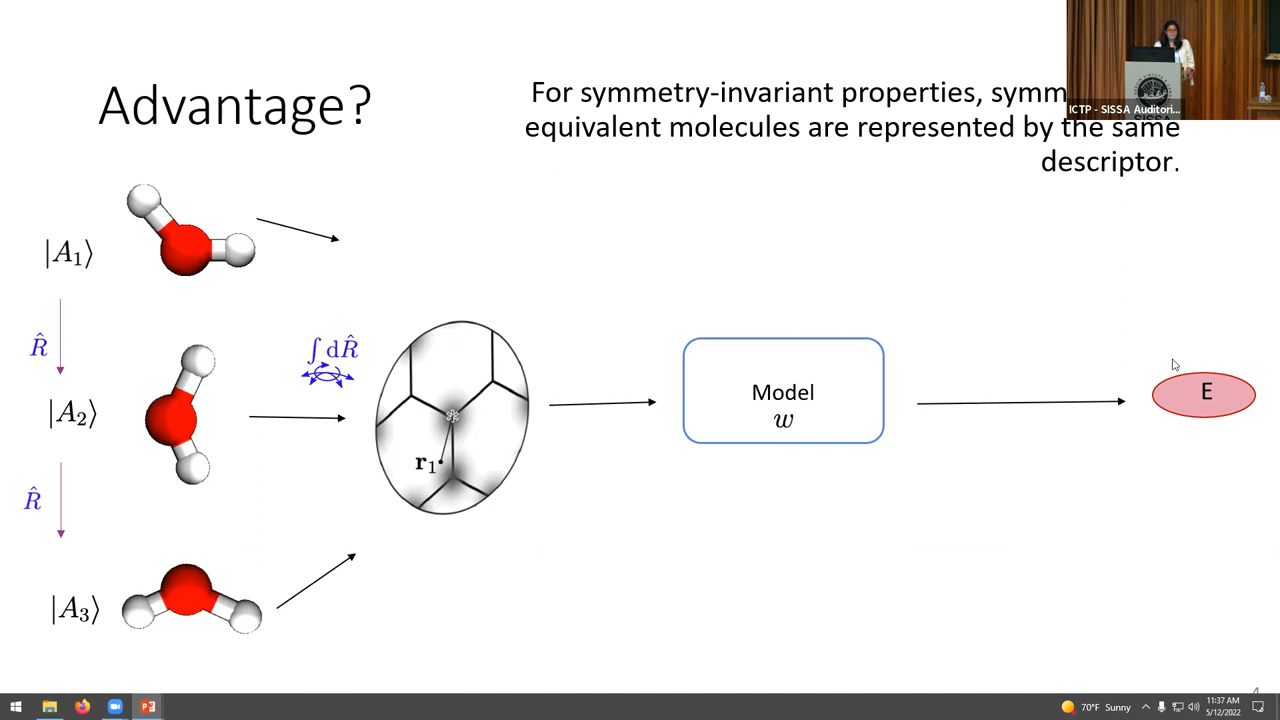 Advantage?
For symmetry-invariant properties, symm
equivalent molecules are represented by the same
descriptor.
ICTP - SISSA Auditori...
SISSA
|A₁⟩
R̂
|A₂⟩
R̂
|A₃⟩
∫dR̂
r₁
Model
w
E
70°F Sunny
11:37 AM
5/12/2022